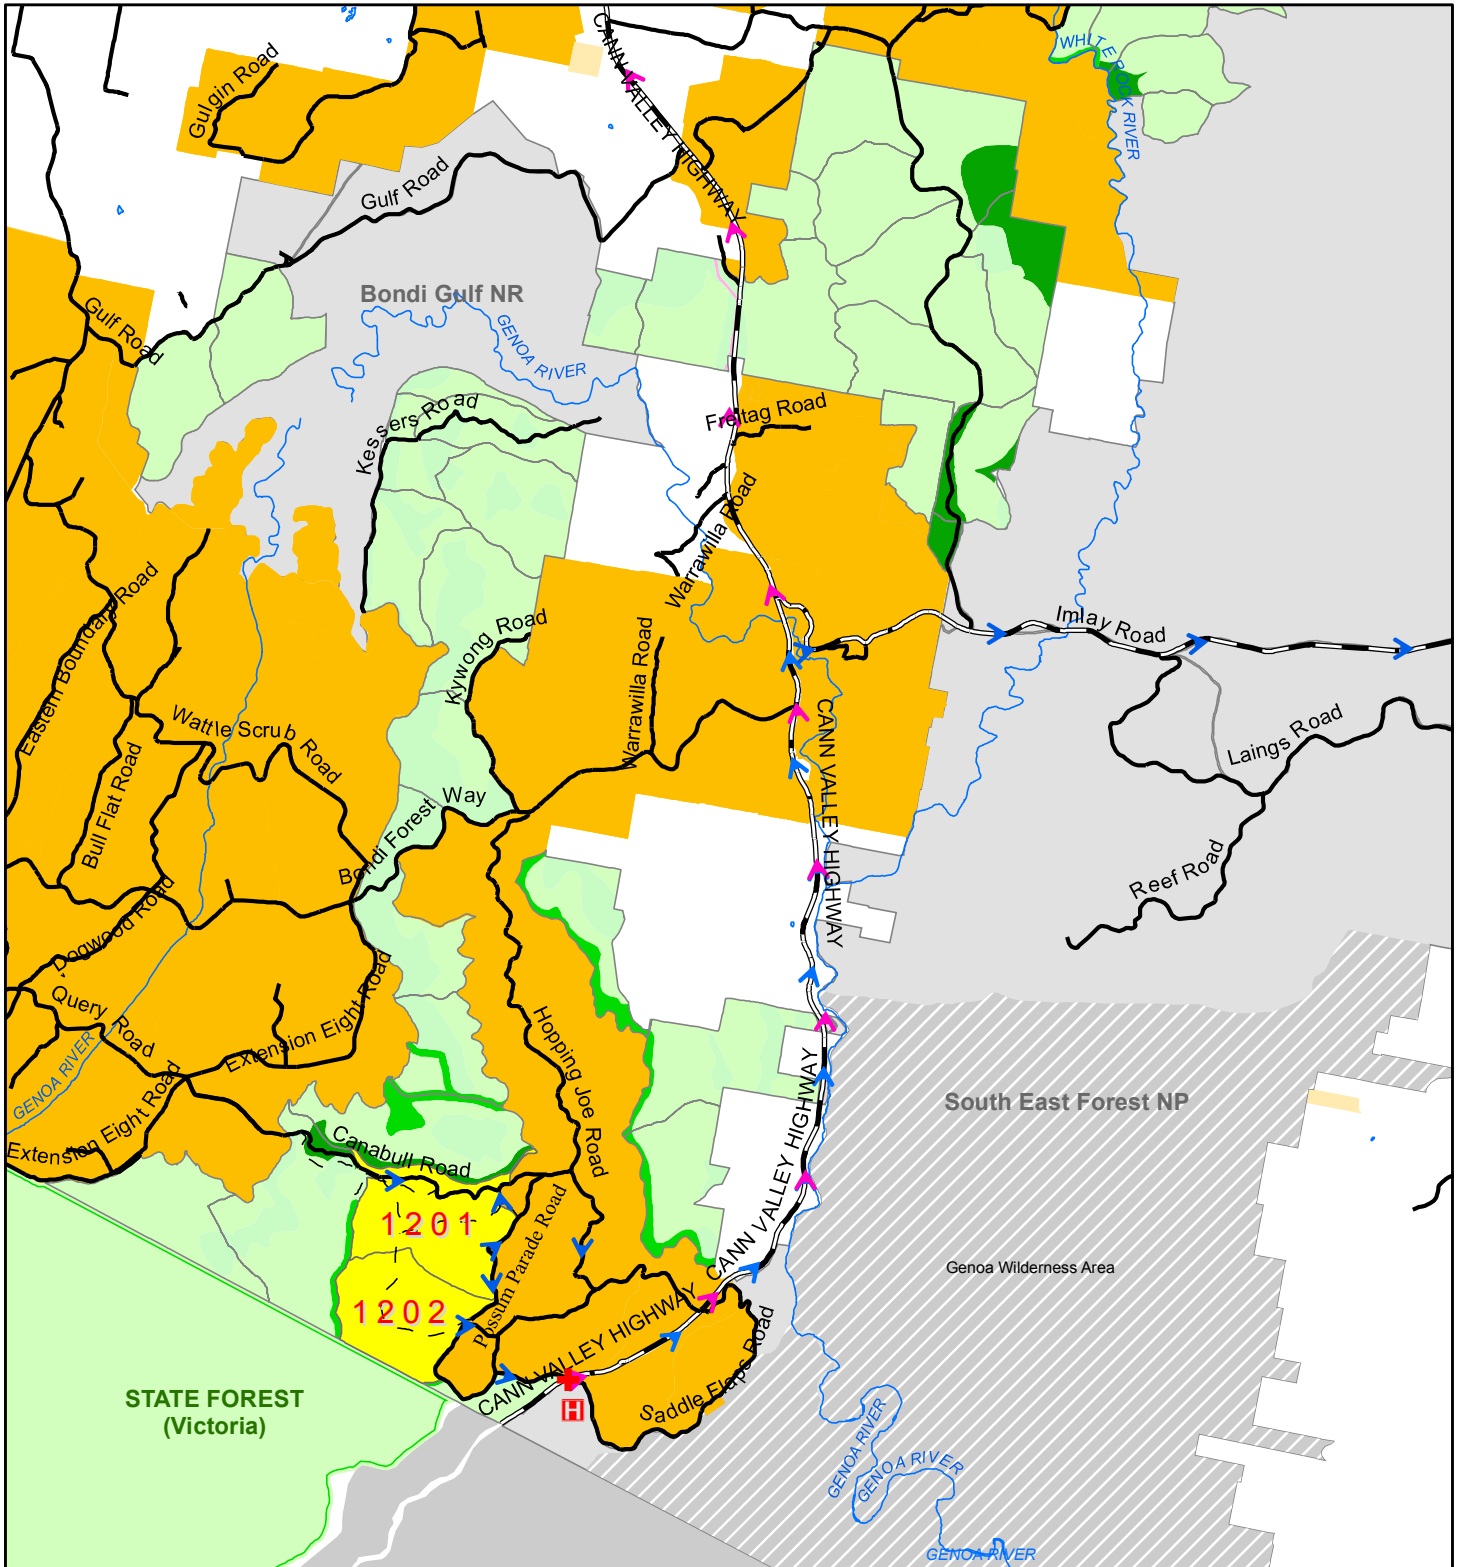 CANN VALLEY HIGHWAY
WHITE ROCK RIVER
Gulgin Road
Gulf Road
Bondi Gulf NR
GENOA RIVER
Gulf Road
Kessers Road
Freitag Road
Warrawilla Road
Eastern Boundary Road
Kywong Road
Warrawilla Road
Imlay Road
Wattle Scrub Road
CANN VALLEY HIGHWAY
Laings Road
Bull Flat Road
Bondi Forest Way
Reef Road
Dogwood Road
Query Road
Extension Eight Road
Hopping Joe Road
GENOA RIVER
Extension Eight Road
CANN VALLEY HIGHWAY
South East Forest NP
Canabull Road
1201
Possum Parade Road
Genoa Wilderness Area
1202
CANN VALLEY HIGHWAY
Saddle Flaps Road
H
STATE FOREST
(Victoria)
GENOA RIVER
GENOA RIVER
GENOA RIVER